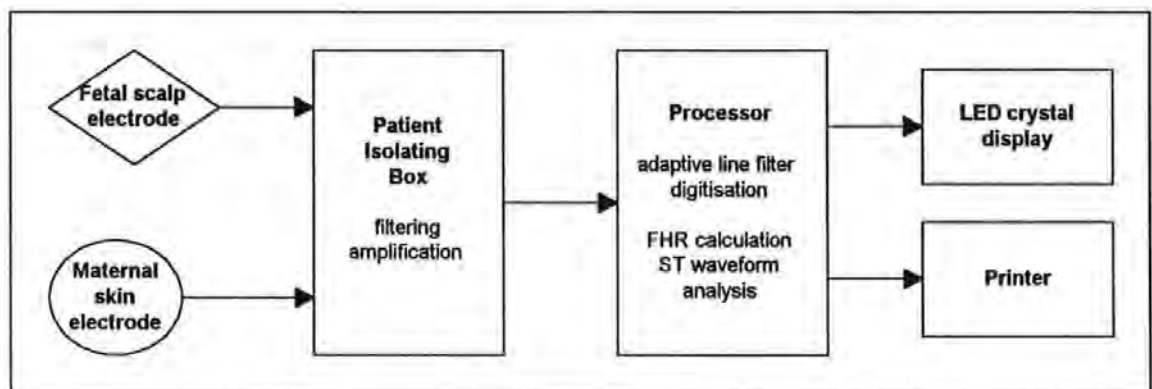 Fetal scalp
electrode
Maternal
skin
electrode
Patient
Isolating
Box
filtering
amplification
Processor
adaptive line filter
digitisation
FHR calculation
ST waveform
analysis
LED crystal
display
Printer